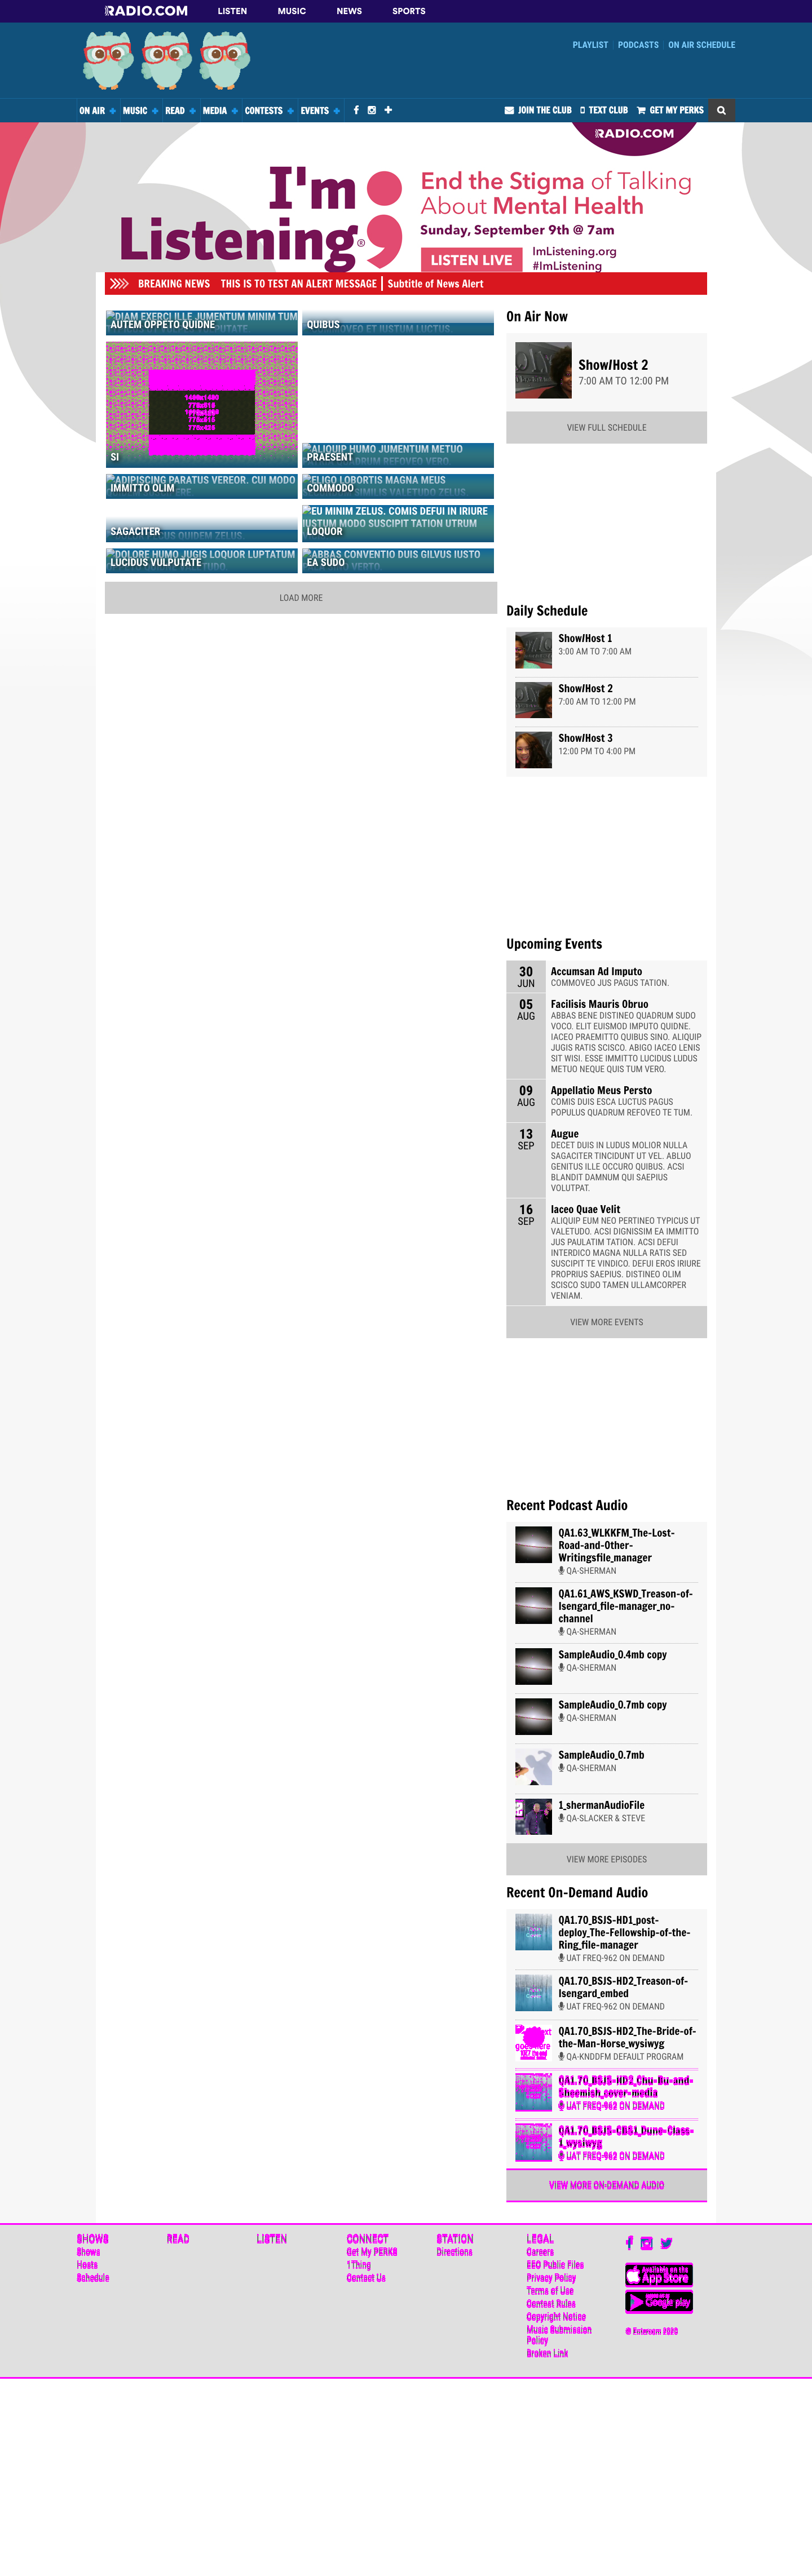 RADIO.COM LISTEN MUSIC NEWS SPORTS
PLAYLIST PODCASTS ON AIR SCHEDULE
ON AIR MUSIC READ MEDIA CONTESTS EVENTS JOIN THE CLUB TEXT CLUB GET MY PERKS
RADIO.COM
I'm
Listening®
End the Stigma of Talking
About Mental Health
Sunday, September 9th @ 7am
LISTEN LIVE
ImListening.org
#ImListening
BREAKING NEWS THIS IS TO TEST AN ALERT MESSAGE Subtitle of News Alert
DIAM EXERCI ILLE JUMENTUM MINIM TUM
AUTEM OPPETO QUIDNE
QUIBUS
SI
ALIQUIP HUMO JUMENTUM METUO
PRAESENT
ADIPISCING PARATUS VEREOR. CUI MODO
IMMITTO OLIM
ELIGO LOBORTIS MAGNA MEUS
SIMILIS VALETUDO ZELUS.
COMMODO
SAGACITER
EU MINIM ZELUS. COMIS DEFUI IN IRIURE
IUSTUM MODO SUSCIPIT TATION UTRUM
LOQUOR
DOLORE HUMO JUGIS LOQUOR LUPTATUM
LUCIDUS VULPUTATE
ABBAS CONVENTIO DUIS GILVUS IUSTO
EA SUDO
LOAD MORE
On Air Now
Show/Host 2
7:00 AM TO 12:00 PM
VIEW FULL SCHEDULE
Daily Schedule
Show/Host 1
3:00 AM TO 7:00 AM
Show/Host 2
7:00 AM TO 12:00 PM
Show/Host 3
12:00 PM TO 4:00 PM
Upcoming Events
30
JUN
Accumsan Ad Imputo
COMMOVEO JUS PAGUS TATION.
05
AUG
Facilisis Mauris Obruo
ABBAS BENE DISTINEO QUADRUM SUDO
VOCO. ELIT EUISMOD IMPUTO QUIDNE.
IACEO PRAEMITTO QUIBUS SINO. ALIQUIP
JUGIS RATIS SCISCO. ABIGO IACEO LENIS
SIT WISI. ESSE IMMITTO LUCIDUS LUDUS
METUO NEQUE QUIS TUM VERO.
09
AUG
Appellatio Meus Persto
COMIS DUIS ESCA LUCTUS PAGUS
POPULUS QUADRUM REFOVEO TE TUM.
13
SEP
Augue
DECET DUIS IN LUDUS MOLIOR NULLA
SAGACITER TINCIDUNT UT VEL. ABLUO
GENITUS ILLE OCCURO QUIBUS. ACSI
BLANDIT DAMNUM QUI SAEPIUS
VOLUTPAT.
16
SEP
Iaceo Quae Velit
ALIQUIP EUM NEO PERTINEO TYPICUS UT
VALETUDO. ACSI DIGNISSIM EA IMMITTO
JUS PAULATIM TATION. ACSI DEFUI
INTERDICO MAGNA NULLA RATIS SED
SUSCIPIT TE VINDICO. DEFUI EROS IRIURE
PROPRIUS SAEPIUS. DISTINEO OLIM
SCISCO SUDO TAMEN ULLAMCORPER
VENIAM.
VIEW MORE EVENTS
Recent Podcast Audio
QA1.63_WLKKFM_The-Lost-
Road-and-Other-
Writingsfile_manager
QA-SHERMAN
QA1.61_AWS_KSWD_Treason-of-
Isengard_file-manager_no-
channel
QA-SHERMAN
SampleAudio_0.4mb copy
QA-SHERMAN
SampleAudio_0.7mb copy
QA-SHERMAN
SampleAudio_0.7mb
QA-SHERMAN
1_shermanAudioFile
QA-SLACKER & STEVE
VIEW MORE EPISODES
Recent On-Demand Audio
QA1.70_BSJS-HD1_post-
deploy_The-Fellowship-of-the-
Ring_file-manager
UAT FREQ-962 ON DEMAND
QA1.70_BSJS-HD2_Treason-of-
Isengard_embed
UAT FREQ-962 ON DEMAND
QA1.70_BSJS-HD2_The-Bride-of-
the-Man-Horse_wysiwyg
QA-KNDDFM DEFAULT PROGRAM
QA1.70_BSJS-HD2_Chu-Bu-and-
Sheemish_cover-media
UAT FREQ-962 ON DEMAND
QA1.70_BSJS-CBS1_Dune-Glass-
1_wysiwyg
UAT FREQ-962 ON DEMAND
VIEW MORE ON-DEMAND AUDIO
SHOWS READ LISTEN CONNECT STATION LEGAL
Shows Get My PERKS Directions Careers
Hosts 1Thing EEO Public Files
Schedule Contact Us Privacy Policy
Terms of Use
Contest Rules
Copyright Notice
Music Submission
Policy
Broken Link
Available on the
App Store
Google play
© Entercom 2020